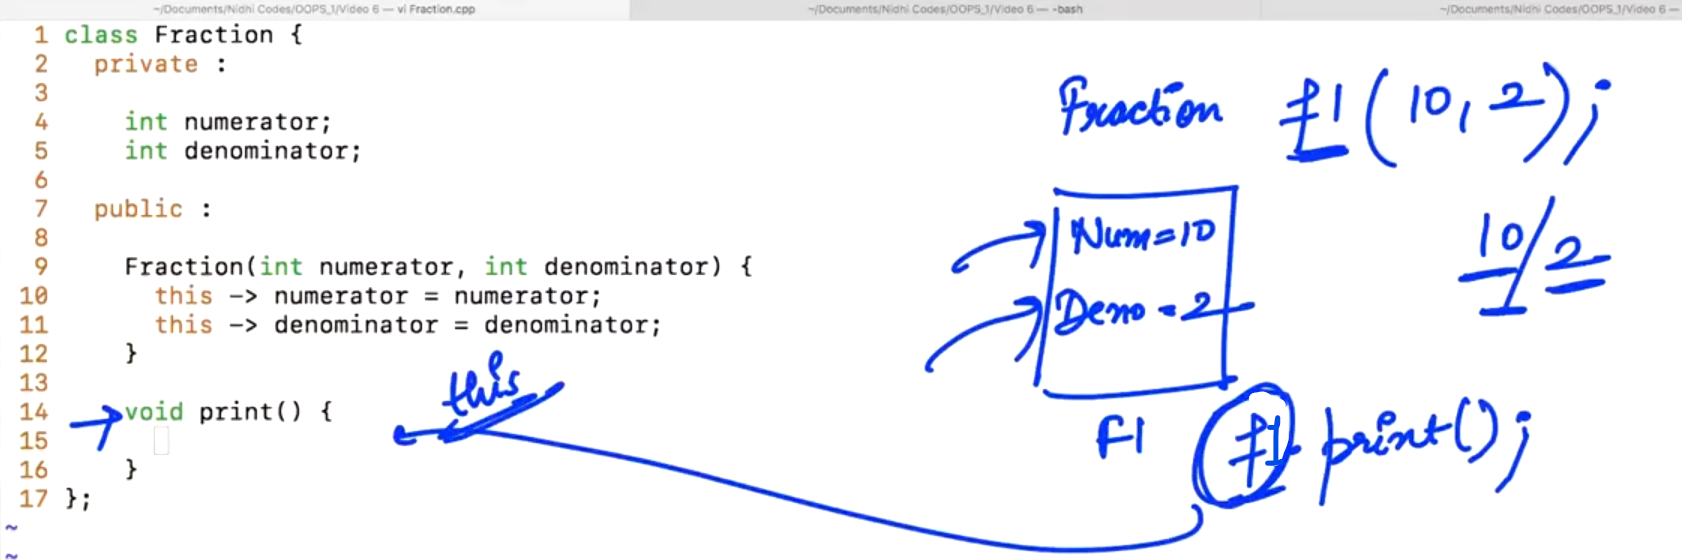 ~/Documents/Nidhi Codes/OOPS_1/Video 6 — vi Fraction.cpp
~/Documents/Nidhi Codes/OOPS_1/Video 6 — -bash
~/Documents/Nidhi Codes/OOPS_1/Video 6 —
1 class Fraction {
2 private :
3
4 int numerator;
5 int denominator;
6
7 public :
8
9 Fraction(int numerator, int denominator) {
10 this -> numerator = numerator;
11 this -> denominator = denominator;
12 }
13
14 void print() {
15
16 }
17 };
~
~
this
Fraction f1 (10, 2);
Num=10
Deno=2
F1
10/2
f1. print();